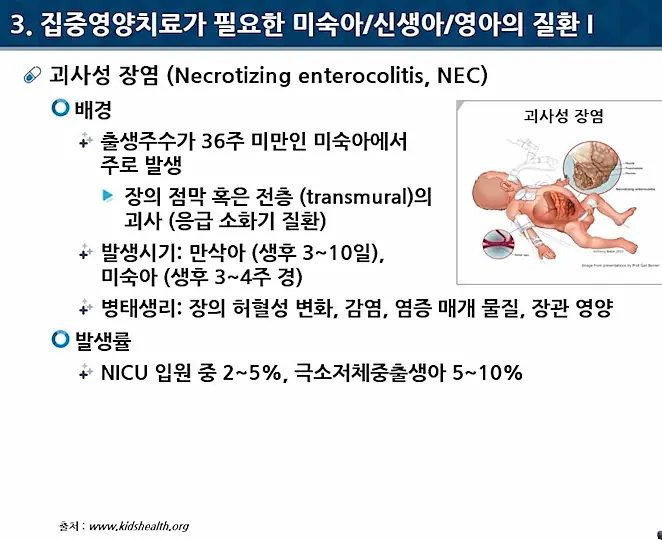 3. 집중영양치료가 필요한 미숙아/신생아/영아의 질환 I
괴사성 장염 (Necrotizing enterocolitis, NEC)
배경
출생주수가 36주 미만인 미숙아에서
주로 발생
장의 점막 혹은 전층 (transmural)의
괴사 (응급 소화기 질환)
발생시기: 만삭아 (생후 3~10일),
미숙아 (생후 3~4주 경)
병태생리: 장의 허혈성 변화, 감염, 염증 매개 물질, 장관 영양
발생률
NICU 입원 중 2~5%, 극소저체중출생아 5~10%
괴사성 장염
Necrotizing enterocolitis
출처 : www.kidshealth.org